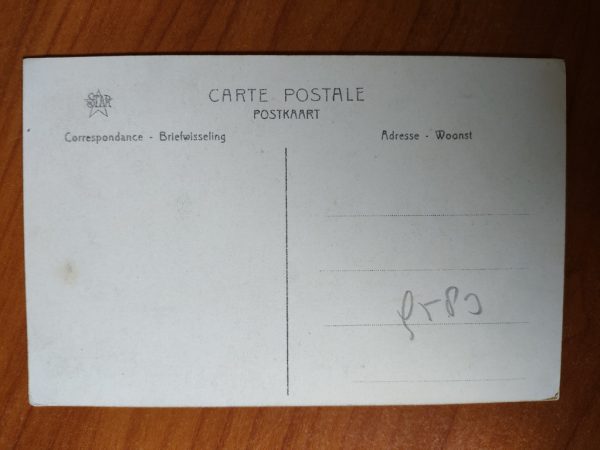 STAR
CARTE POSTALE
POSTKAART
Correspondance - Briefwisseling
Adresse - Woonst